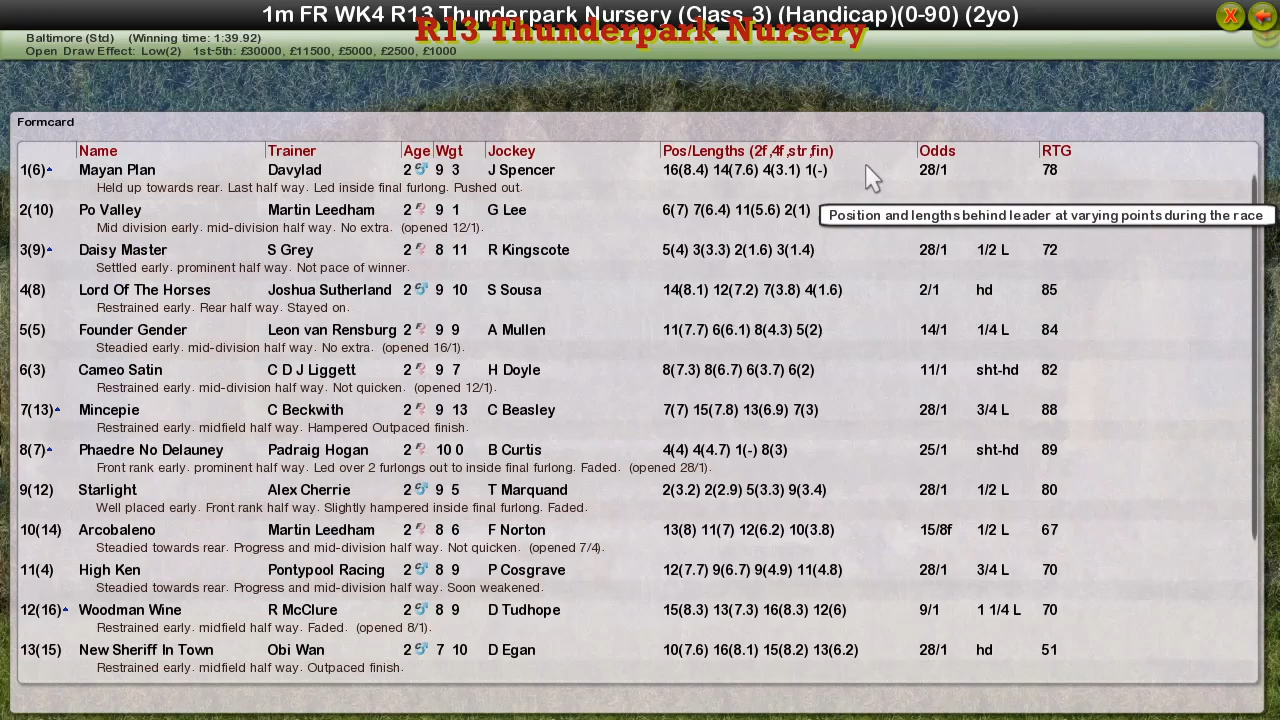 1m FR WK4 R13 Thunderpark Nursery (Class 3) (Handicap)(0-90) (2yo)
R13 Thunderpark Nursery
Baltimore (Std) (Winning time: 1:39.92)
Open Draw Effect: Low(2) 1st-5th: £30000, £11500, £5000, £2500, £1000
Formcard
Name Trainer Age Wgt Jockey Pos/Lengths (2f,4f,str,fin) Odds RTG
1(6) Mayan Plan Davylad 2 9 3 J Spencer 16(8.4) 14(7.6) 4(3.1) 1(-) 28/1 78
Held up towards rear. Last half way. Led inside final furlong. Pushed out.
2(10) Po Valley Martin Leedham 2 9 1 G Lee 6(7) 7(6.4) 11(5.6) 2(1)
Position and lengths behind leader at varying points during the race
Mid division early. mid-division half way. No extra. (opened 12/1).
3(9) Daisy Master S Grey 2 8 11 R Kingscote 5(4) 3(3.3) 2(1.6) 3(1.4) 28/1 1/2 L 72
Settled early. prominent half way. Not pace of winner.
4(8) Lord Of The Horses Joshua Sutherland 2 9 10 S Sousa 14(8.1) 12(7.2) 7(3.8) 4(1.6) 2/1 hd 85
Restrained early. Rear half way. Stayed on.
5(5) Founder Gender Leon van Rensburg 2 9 9 A Mullen 11(7.7) 6(6.1) 8(4.3) 5(2) 14/1 1/4 L 84
Steadied early. mid-division half way. No extra. (opened 16/1).
6(3) Cameo Satin C D J Liggett 2 9 7 H Doyle 8(7.3) 8(6.7) 6(3.7) 6(2) 11/1 sht-hd 82
Restrained early. mid-division half way. Not quicken. (opened 12/1).
7(13) Mincepie C Beckwith 2 9 13 C Beasley 7(7) 15(7.8) 13(6.9) 7(3) 28/1 3/4 L 88
Restrained early. midfield half way. Hampered Outpaced finish.
8(7) Phaedre No Delauney Padraig Hogan 2 10 0 B Curtis 4(4) 4(4.7) 1(-) 8(3) 25/1 sht-hd 89
Front rank early. prominent half way. Led over 2 furlongs out to inside final furlong. Faded. (opened 28/1).
9(12) Starlight Alex Cherrie 2 9 5 T Marquand 2(3.2) 2(2.9) 5(3.3) 9(3.4) 28/1 1/2 L 80
Well placed early. Front rank half way. Slightly hampered inside final furlong. Faded.
10(14) Arcobaleno Martin Leedham 2 8 6 F Norton 13(8) 11(7) 12(6.2) 10(3.8) 15/8f 1/2 L 67
Steadied towards rear. Progress and mid-division half way. Not quicken. (opened 7/4).
11(4) High Ken Pontypool Racing 2 8 9 P Cosgrave 12(7.7) 9(6.7) 9(4.9) 11(4.8) 28/1 3/4 L 70
Steadied towards rear. Progress and mid-division half way. Soon weakened.
12(16) Woodman Wine R McClure 2 8 9 D Tudhope 15(8.3) 13(7.3) 16(8.3) 12(6) 9/1 1 1/4 L 70
Restrained early. midfield half way. Faded. (opened 8/1).
13(15) New Sheriff In Town Obi Wan 2 7 10 D Egan 10(7.6) 16(8.1) 15(8.2) 13(6.2) 28/1 hd 51
Restrained early. midfield half way. Outpaced finish.